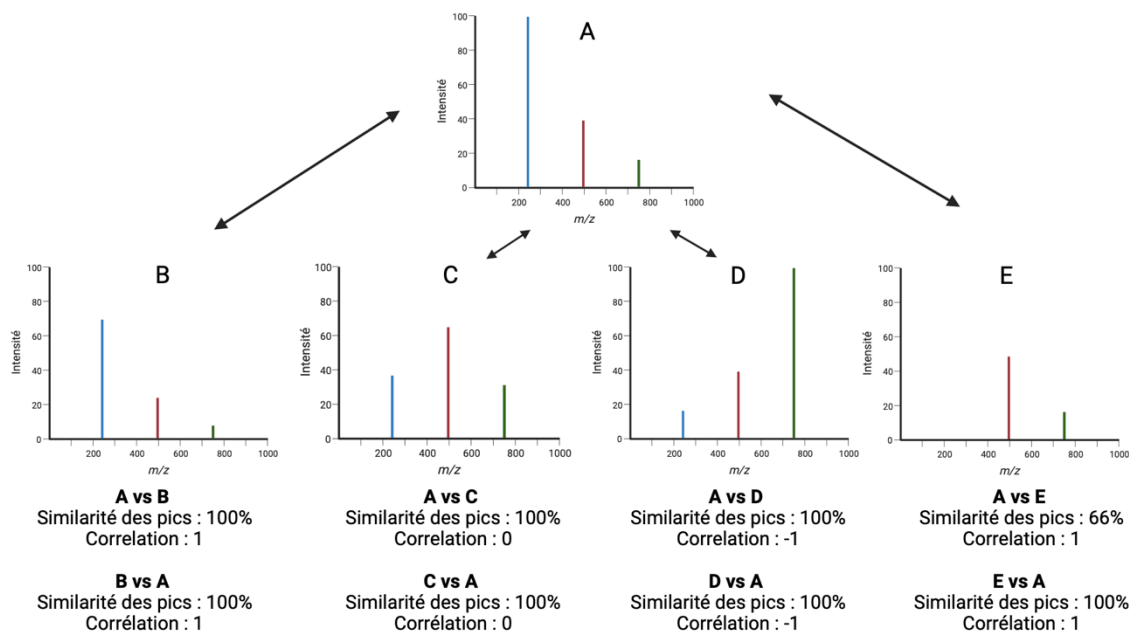 A
Intensité
100
80
60
40
20
0
200 400 600 800 1000
m/z
B
Intensité
100
80
60
40
20
0
200 400 600 800 1000
m/z
C
Intensité
100
80
60
40
20
0
200 400 600 800 1000
m/z
D
Intensité
100
80
60
40
20
0
200 400 600 800 1000
m/z
E
Intensité
100
80
60
40
20
0
200 400 600 800 1000
m/z
A vs B
Similarité des pics : 100%
Correlation : 1
B vs A
Similarité des pics : 100%
Corrélation : 1
A vs C
Similarité des pics : 100%
Correlation : 0
C vs A
Similarité des pics : 100%
Corrélation : 0
A vs D
Similarité des pics : 100%
Correlation : -1
D vs A
Similarité des pics : 100%
Corrélation : -1
A vs E
Similarité des pics : 66%
Correlation : 1
E vs A
Similarité des pics : 100%
Corrélation : 1